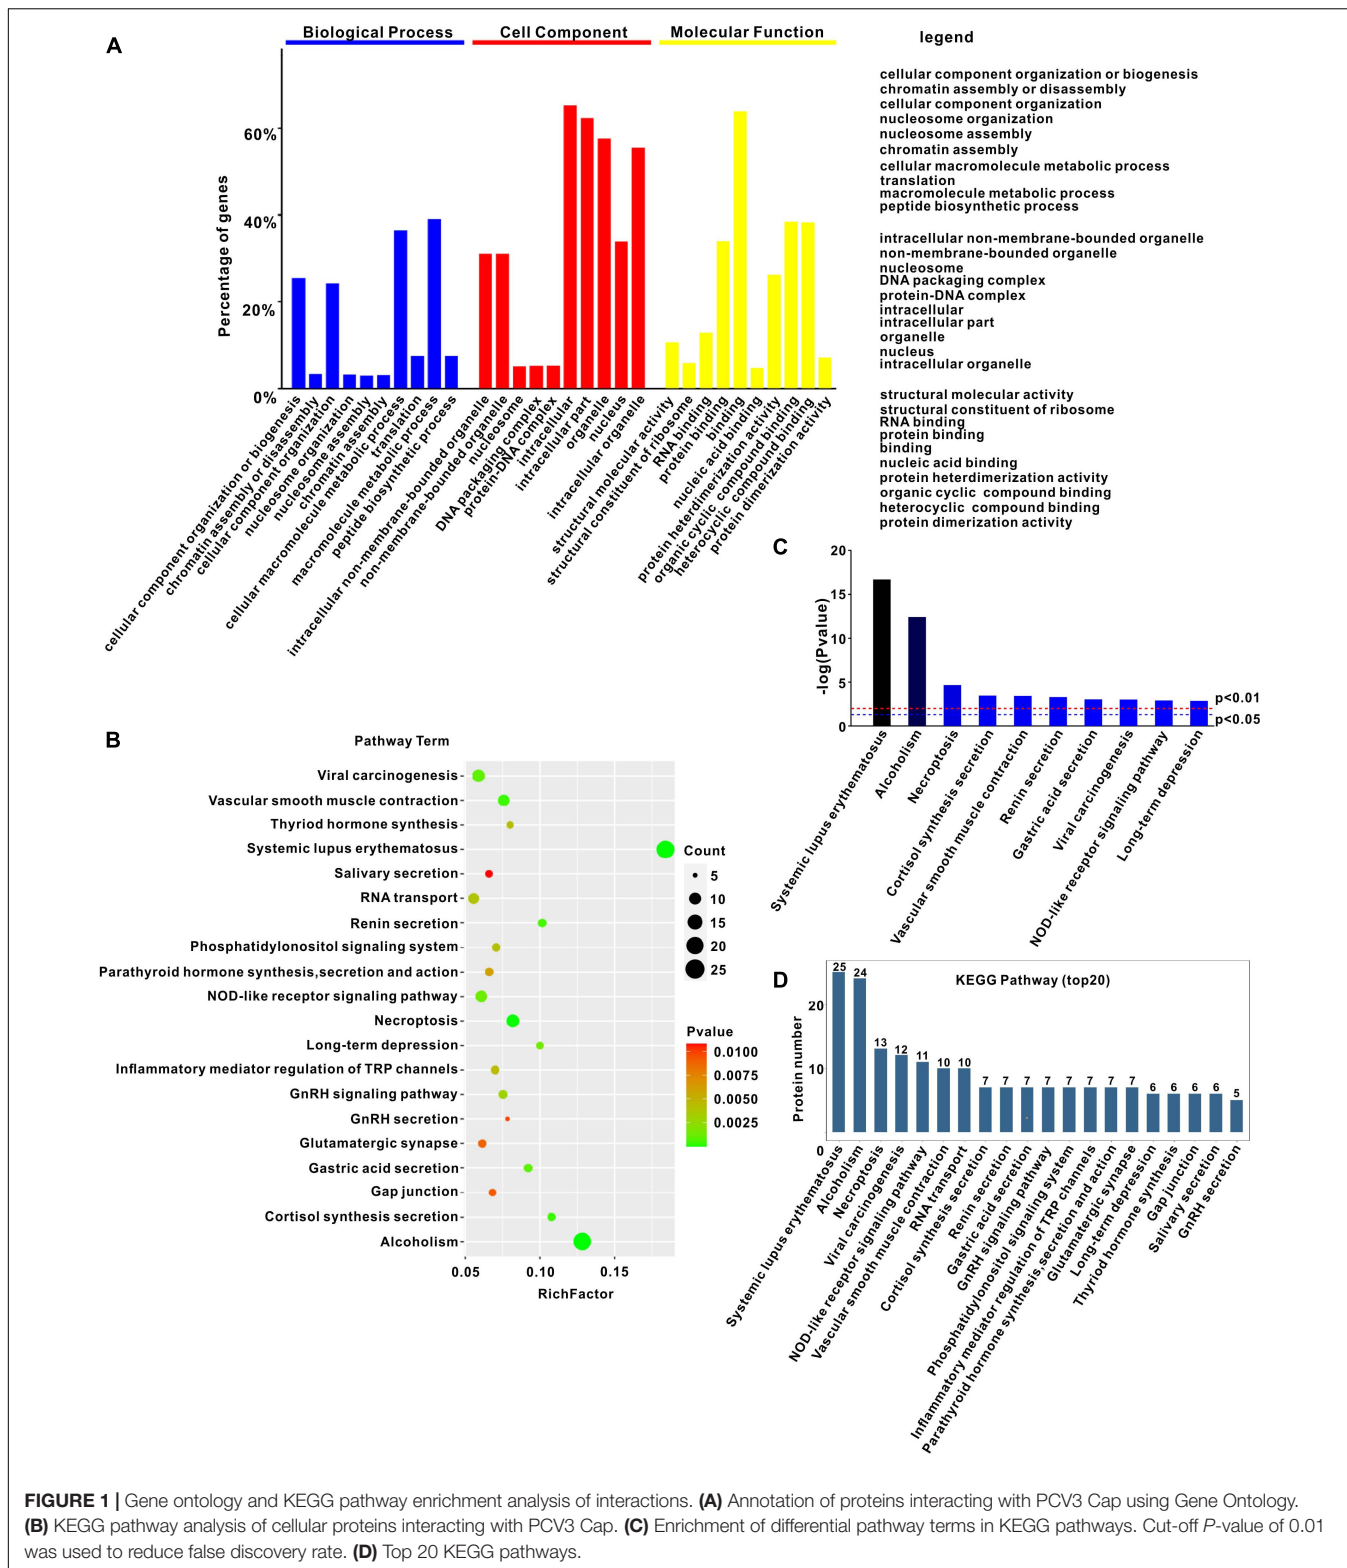 A
Biological Process
Cell Component
Molecular Function
legend
Percentage of genes
60%
40%
20%
0%
cellular component organization or biogenesis
chromatin assembly or disassembly
cellular component organization
nucleosome organization
nucleosome assembly
chromatin assembly
cellular macromolecule metabolic process
translation
macromolecule metabolic process
peptide biosynthetic process
intracellular non-membrane-bounded organelle
non-membrane-bounded organelle
nucleosome
DNA packaging complex
protein-DNA complex
intracellular
intracellular part
organelle
nucleus
intracellular organelle
structural molecular activity
structural constituent of ribosome
RNA binding
protein binding
binding
nucleic acid binding
protein heterdimerization activity
organic cyclic compound binding
heterocyclic compound binding
protein dimerization activity
cellular component organization or biogenesis
chromatin assembly or disassembly
cellular component organization
nucleosome organization
nucleosome assembly
chromatin assembly
cellular macromolecule metabolic process
translation
macromolecule metabolic process
peptide biosynthetic process
intracellular non-membrane-bounded organelle
non-membrane-bounded organelle
nucleosome
DNA packaging complex
protein-DNA complex
intracellular
intracellular part
organelle
nucleus
intracellular organelle
structural molecular activity
structural constituent of ribosome
RNA binding
protein binding
binding
nucleic acid binding
protein heterdimerization activity
organic cyclic compound binding
heterocyclic compound binding
protein dimerization activity
C
-log(Pvalue)
20
15
10
5
0
p<0.01
p<0.05
Systemic lupus erythematosus
Alcoholism
Necroptosis
Cortisol synthesis secretion
Vascular smooth muscle contraction
Renin secretion
Gastric acid secretion
Viral carcinogenesis
NOD-like receptor signaling pathway
Long-term depression
B
Pathway Term
Viral carcinogenesis
Vascular smooth muscle contraction
Thyriod hormone synthesis
Systemic lupus erythematosus
Salivary secretion
RNA transport
Renin secretion
Phosphatidylonositol signaling system
Parathyroid hormone synthesis,secretion and action
NOD-like receptor signaling pathway
Necroptosis
Long-term depression
Inflammatory mediator regulation of TRP channels
GnRH signaling pathway
GnRH secretion
Glutamatergic synapse
Gastric acid secretion
Gap junction
Cortisol synthesis secretion
Alcoholism
0.05
0.10
0.15
RichFactor
Count
5
10
15
20
25
Pvalue
0.0100
0.0075
0.0050
0.0025
D
KEGG Pathway (top20)
Protein number
20
10
0
25
24
13
12
11
10
10
7
7
7
7
7
7
7
7
6
6
6
6
5
Systemic lupus erythematosus
Alcoholism
Necroptosis
Viral carcinogenesis
NOD-like receptor signaling pathway
Vascular smooth muscle contraction
RNA transport
Cortisol synthesis secretion
Renin secretion
Gastric acid secretion
GnRH signaling pathway
Phosphatidylonositol signaling system
Inflammatory mediator regulation of TRP channels
Parathyroid hormone synthesis,secretion and action
Glutamatergic synapse
Long-term depression
Thyriod hormone synthesis
Gap junction
Salivary secretion
GnRH secretion
FIGURE 1 | Gene ontology and KEGG pathway enrichment analysis of interactions. (A) Annotation of proteins interacting with PCV3 Cap using Gene Ontology.
(B) KEGG pathway analysis of cellular proteins interacting with PCV3 Cap. (C) Enrichment of differential pathway terms in KEGG pathways. Cut-off P-value of 0.01
was used to reduce false discovery rate. (D) Top 20 KEGG pathways.